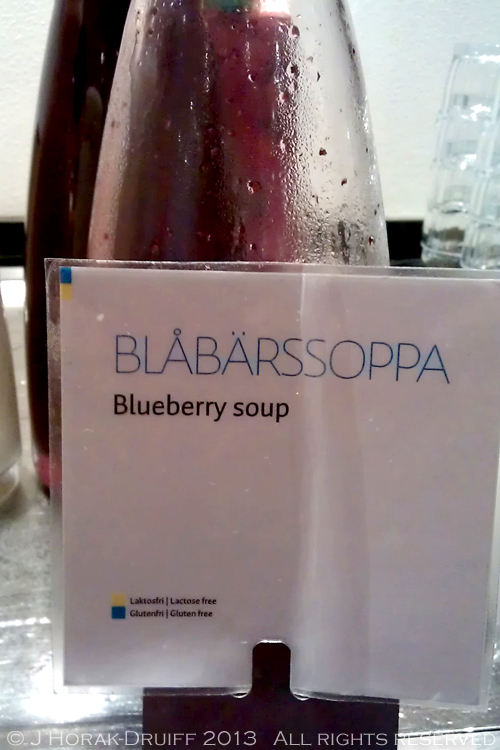 BLÅBÄRSSOPPA
Blueberry soup
Laktosfri | Lactose free
Glutenfri | Gluten free
© J Horak-Druiff 2013 All rights reserved